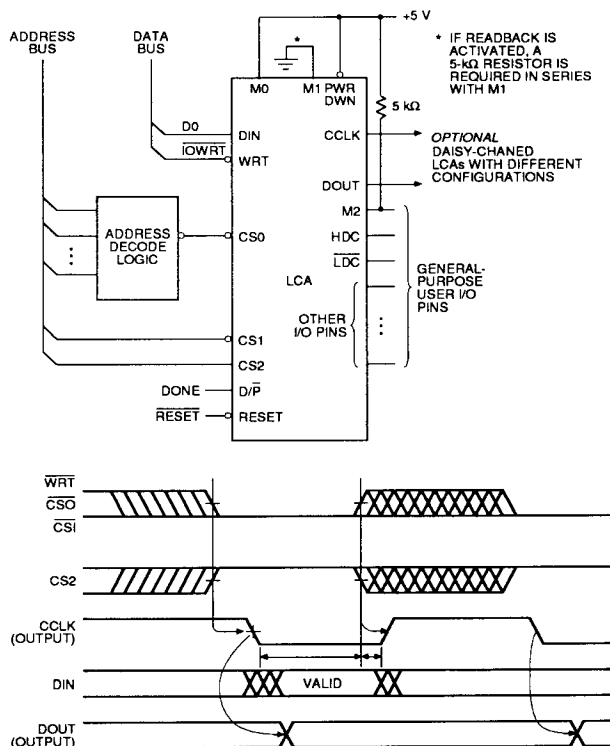 ADDRESS
BUS
DATA
BUS
+5 V
* IF READBACK IS
ACTIVATED, A
5-kΩ RESISTOR IS
REQUIRED IN SERIES
WITH M1
*
M0
M1
PWR
DWN
5 kΩ
D0
DIN
IOWRT
WRT
CCLK
OPTIONAL
DAISY-CHANED
LCAs WITH DIFFERENT
CONFIGURATIONS
DOUT
M2
ADDRESS
DECODE
LOGIC
CS0
HDC
LDC
LCA
GENERAL-
PURPOSE
USER I/O
PINS
OTHER
I/O PINS
CS1
CS2
DONE
D/P
RESET
RESET
WRT
CSO
CSI
CS2
CCLK
(OUTPUT)
DIN
VALID
DOUT
(OUTPUT)